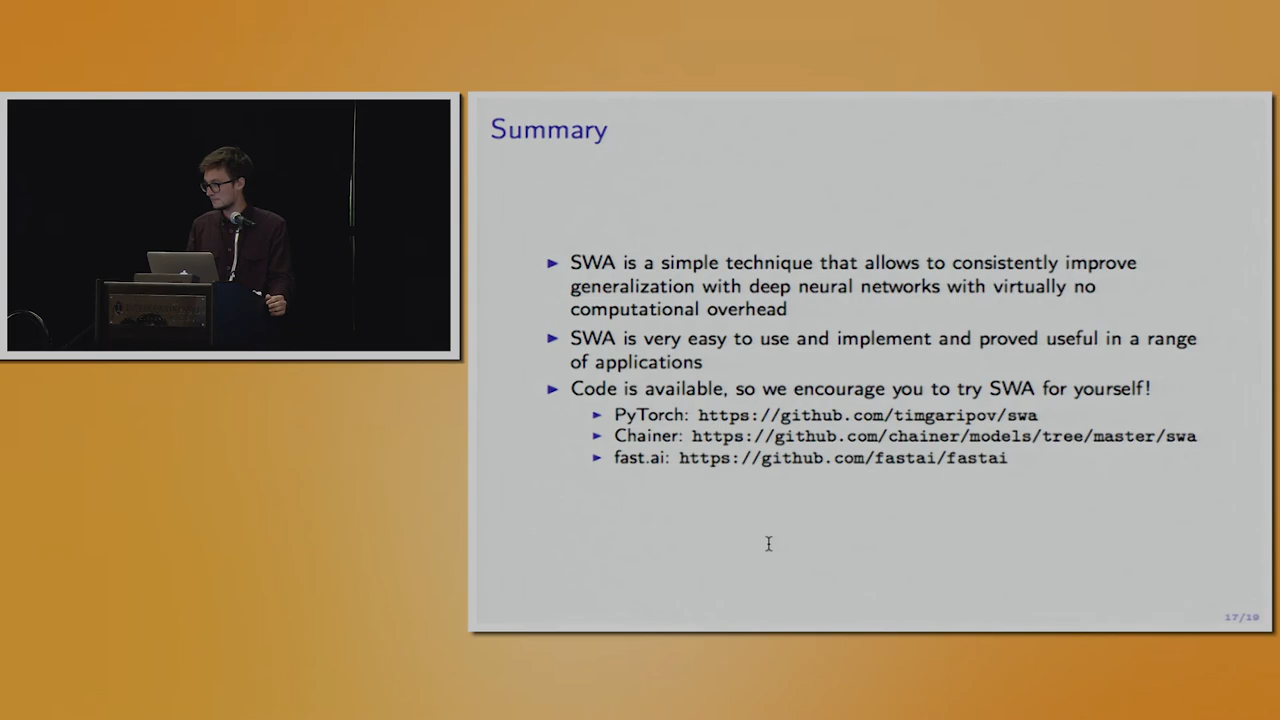 Summary
► SWA is a simple technique that allows to consistently improve
generalization with deep neural networks with virtually no
computational overhead
► SWA is very easy to use and implement and proved useful in a range
of applications
► Code is available, so we encourage you to try SWA for yourself!
► PyTorch: https://github.com/timgaripov/swa
► Chainer: https://github.com/chainer/models/tree/master/swa
► fast.ai: https://github.com/fastai/fastai
17/19